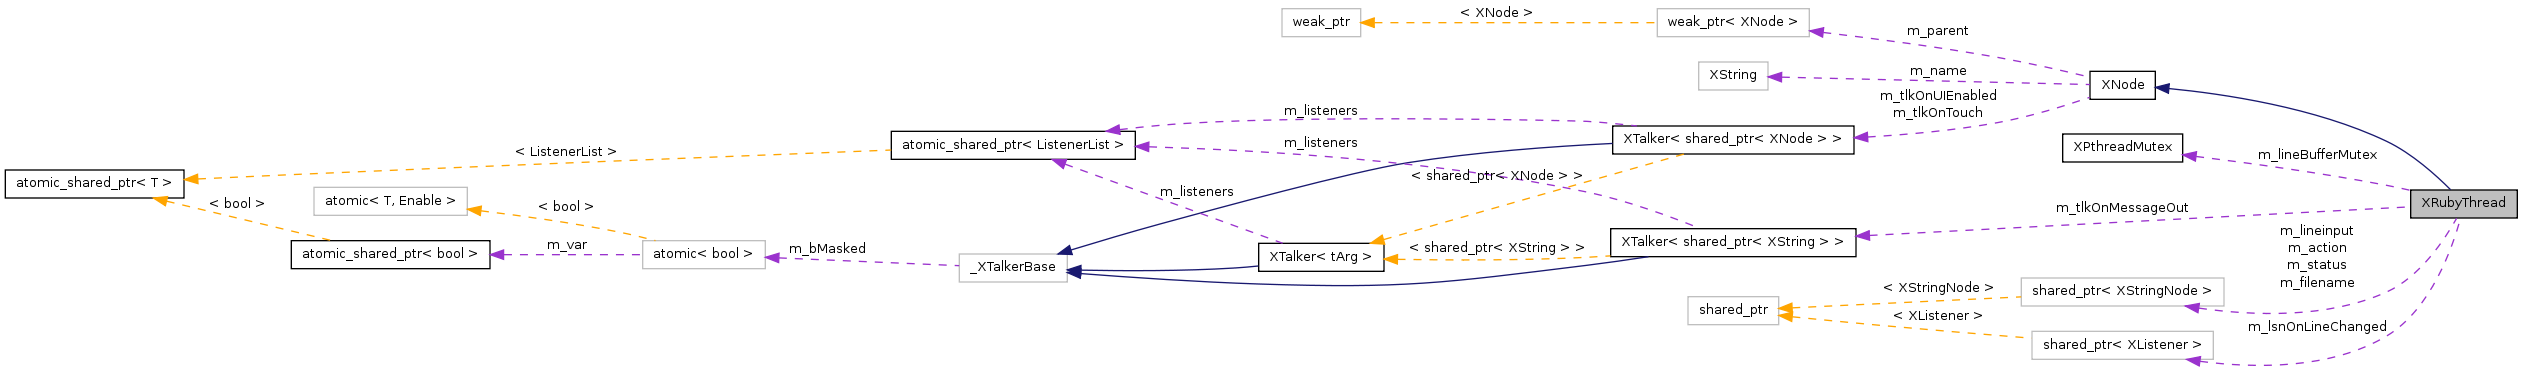 weak_ptr
< XNode >
weak_ptr< XNode >
m_parent
XString
m_name
XNode
m_tlkOnUIEnabled
m_tlkOnTouch
m_listeners
XTalker< shared_ptr< XNode > >
atomic_shared_ptr< ListenerList >
m_listeners
XPthreadMutex
m_lineBufferMutex
< ListenerList >
atomic_shared_ptr< T >
< shared_ptr< XNode > >
m_listeners
atomic< T, Enable >
< bool >
< bool >
XRubyThread
m_tlkOnMessageOut
m_lineinput
m_action
m_status
m_filename
XTalker< shared_ptr< XString > >
< shared_ptr< XString > >
m_var
m_bMasked
atomic_shared_ptr< bool >
atomic< bool >
_XTalkerBase
XTalker< tArg >
< XStringNode >
shared_ptr< XStringNode >
shared_ptr
< XListener >
m_lsnOnLineChanged
shared_ptr< XListener >